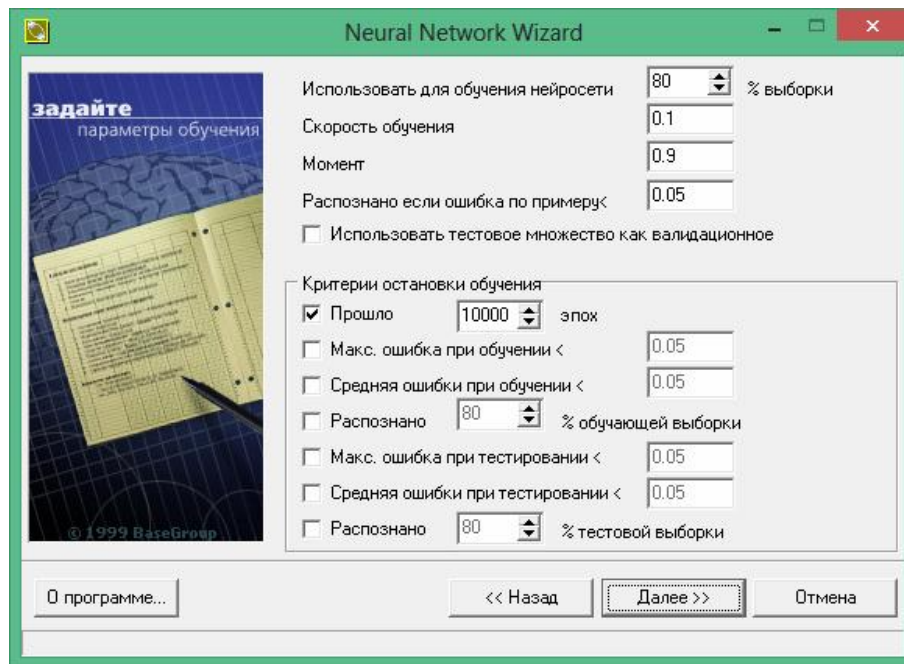 Neural Network Wizard
задайте
параметры обучения
© 1999 BaseGroup
Использовать для обучения нейросети 80 % выборки
Скорость обучения 0.1
Момент 0.9
Распознано если ошибка по примеру< 0.05
Использовать тестовое множество как валидационное
Критерии остановки обучения
Прошло 10000 эпох
Макс. ошибка при обучении < 0.05
Средняя ошибки при обучении < 0.05
Распознано 80 % обучающей выборки
Макс. ошибка при тестировании < 0.05
Средняя ошибки при тестировании < 0.05
Распознано 80 % тестовой выборки
О программе...
<< Назад
Далее >>
Отмена